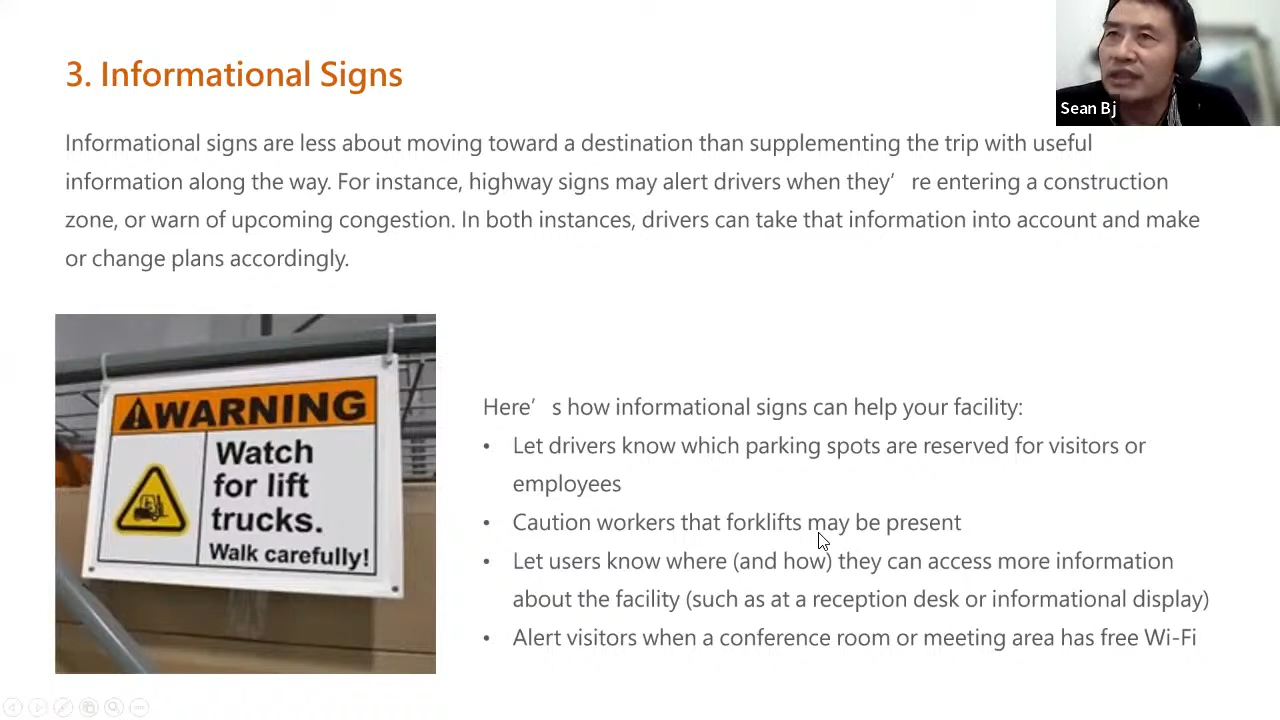 3. Informational Signs
Sean Bj
Informational signs are less about moving toward a destination than supplementing the trip with useful
information along the way. For instance, highway signs may alert drivers when they’ re entering a construction
zone, or warn of upcoming congestion. In both instances, drivers can take that information into account and make
or change plans accordingly.
WARNING
Watch
for lift
trucks.
Walk carefully!
Here’ s how informational signs can help your facility:
• Let drivers know which parking spots are reserved for visitors or
employees
• Caution workers that forklifts may be present
• Let users know where (and how) they can access more information
about the facility (such as at a reception desk or informational display)
• Alert visitors when a conference room or meeting area has free Wi-Fi